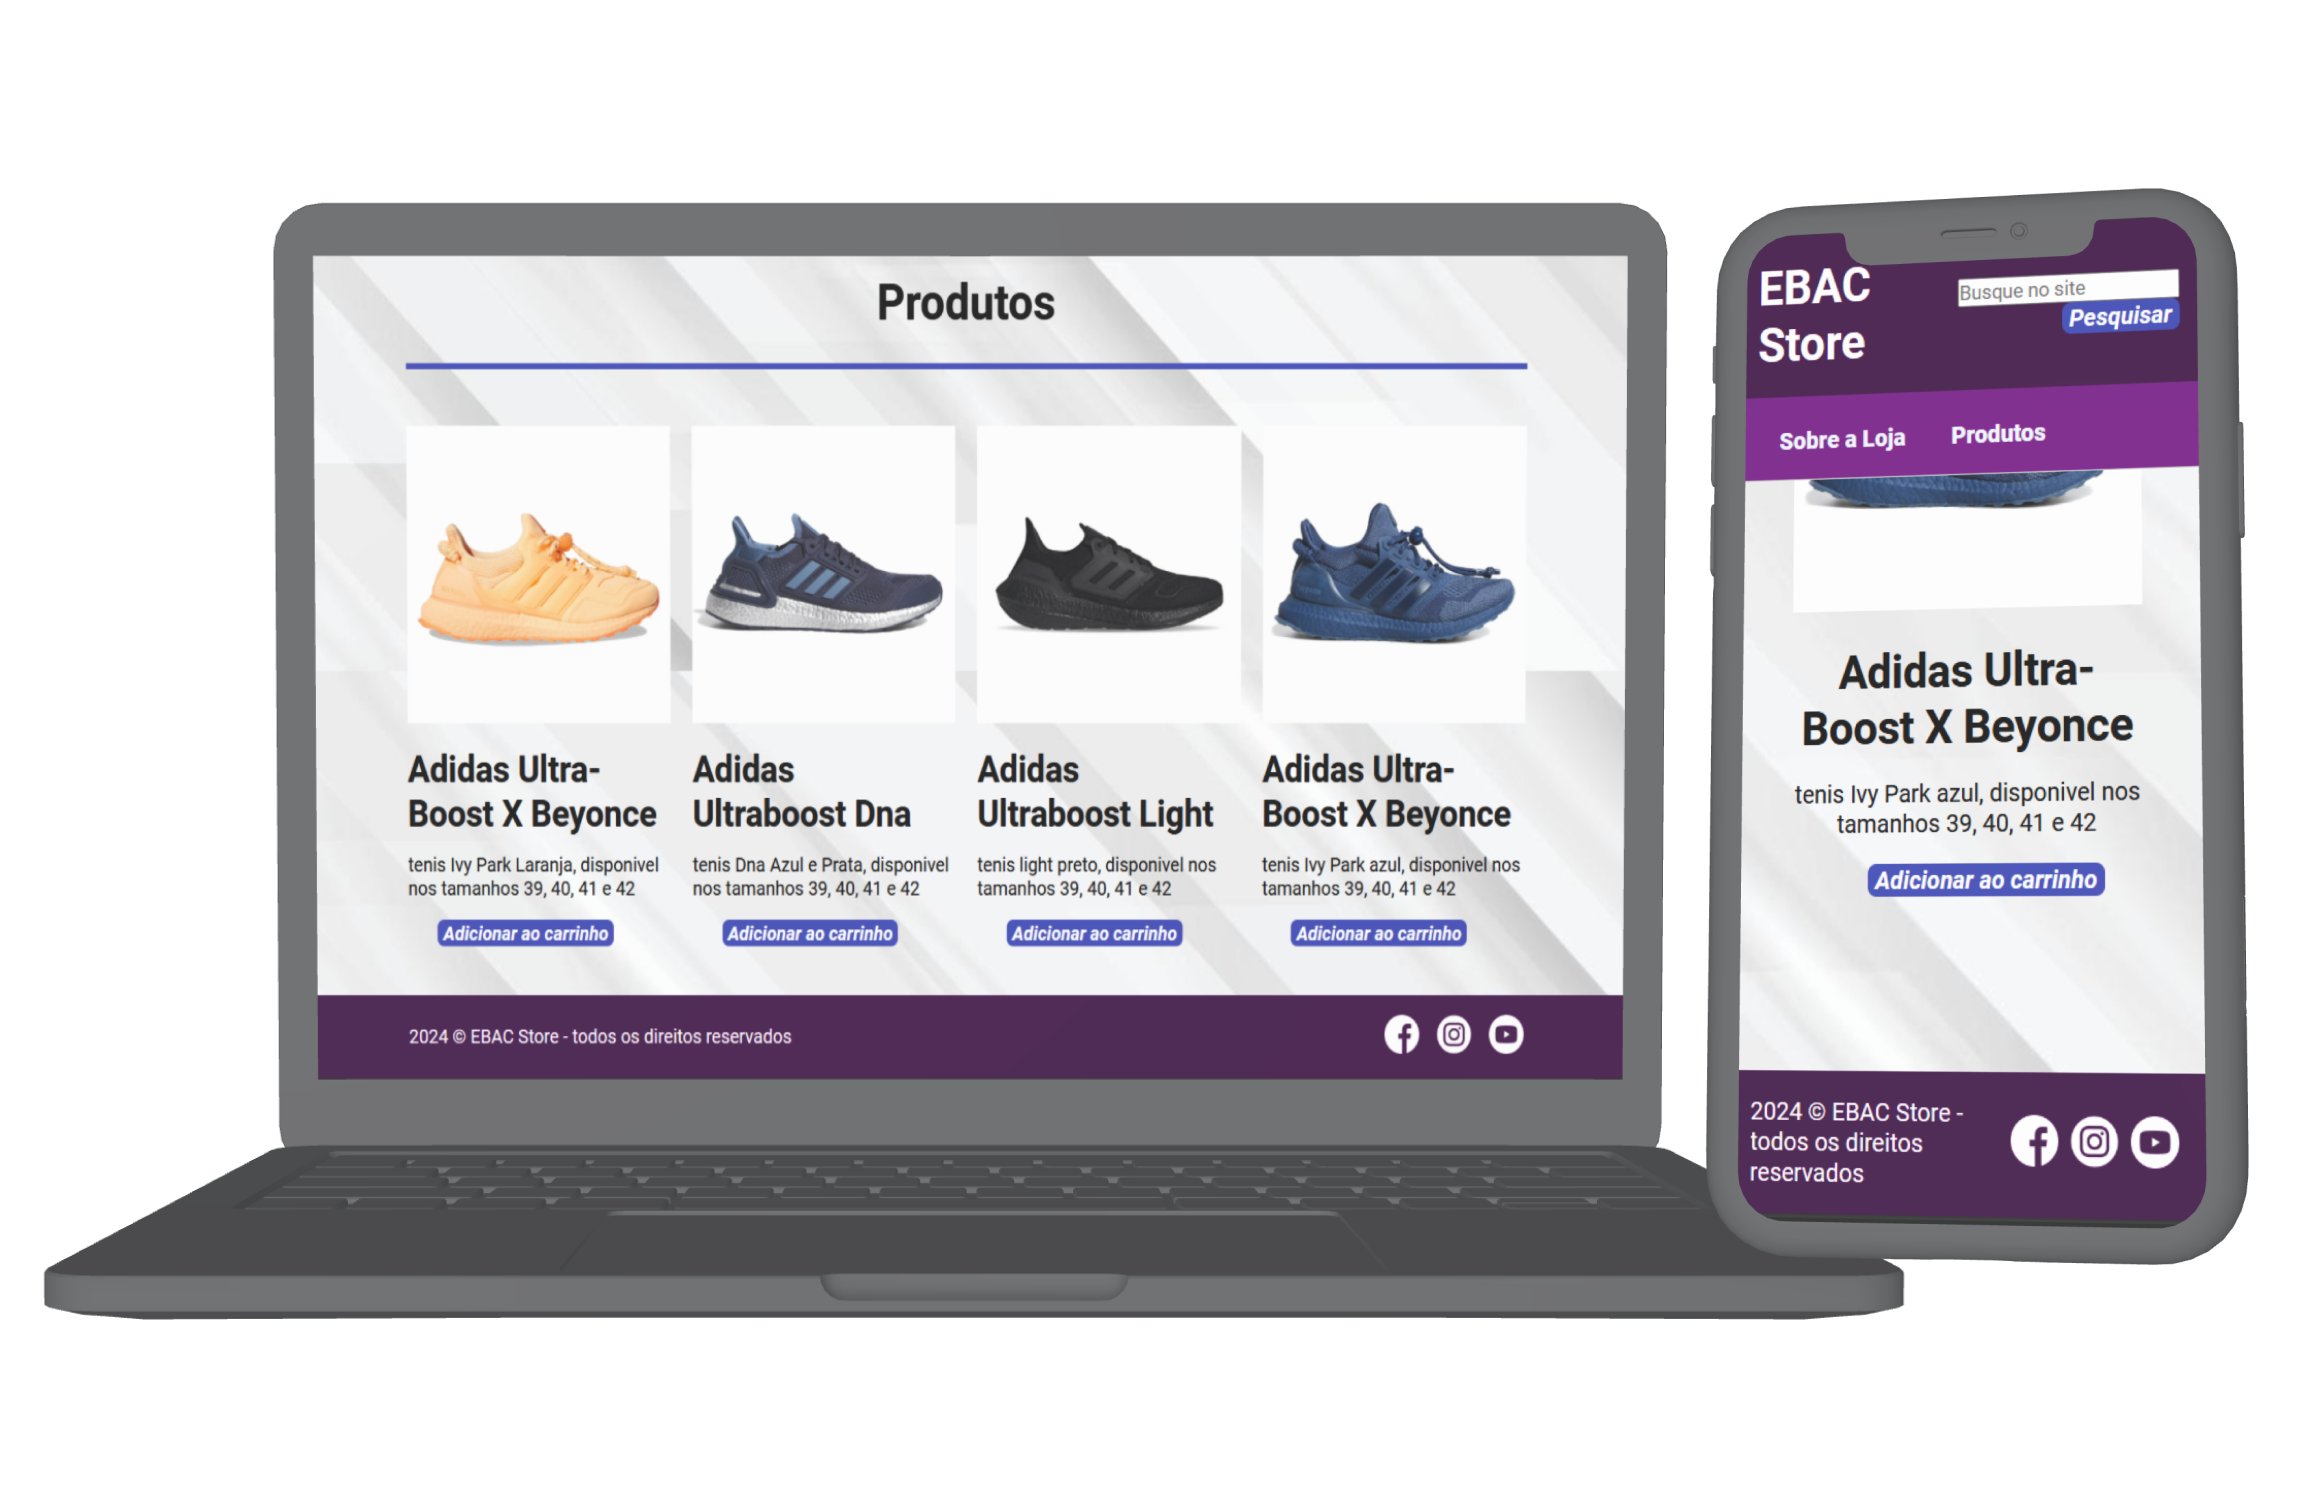 Produtos
Adidas Ultra-
Boost X Beyonce
tenis Ivy Park Laranja, disponivel
nos tamanhos 39, 40, 41 e 42
Adicionar ao carrinho
Adidas
Ultraboost Dna
tenis Dna Azul e Prata, disponivel
nos tamanhos 39, 40, 41 e 42
Adicionar ao carrinho
Adidas
Ultraboost Light
tenis light preto, disponivel nos
tamanhos 39, 40, 41 e 42
Adicionar ao carrinho
Adidas Ultra-
Boost X Beyonce
tenis Ivy Park azul, disponivel nos
tamanhos 39, 40, 41 e 42
Adicionar ao carrinho
2024 © EBAC Store - todos os direitos reservados
EBAC
Store
Busque no site
Pesquisar
Sobre a Loja
Produtos
Adidas Ultra-
Boost X Beyonce
tenis Ivy Park azul, disponivel nos
tamanhos 39, 40, 41 e 42
Adicionar ao carrinho
2024 © EBAC Store -
todos os direitos
reservados